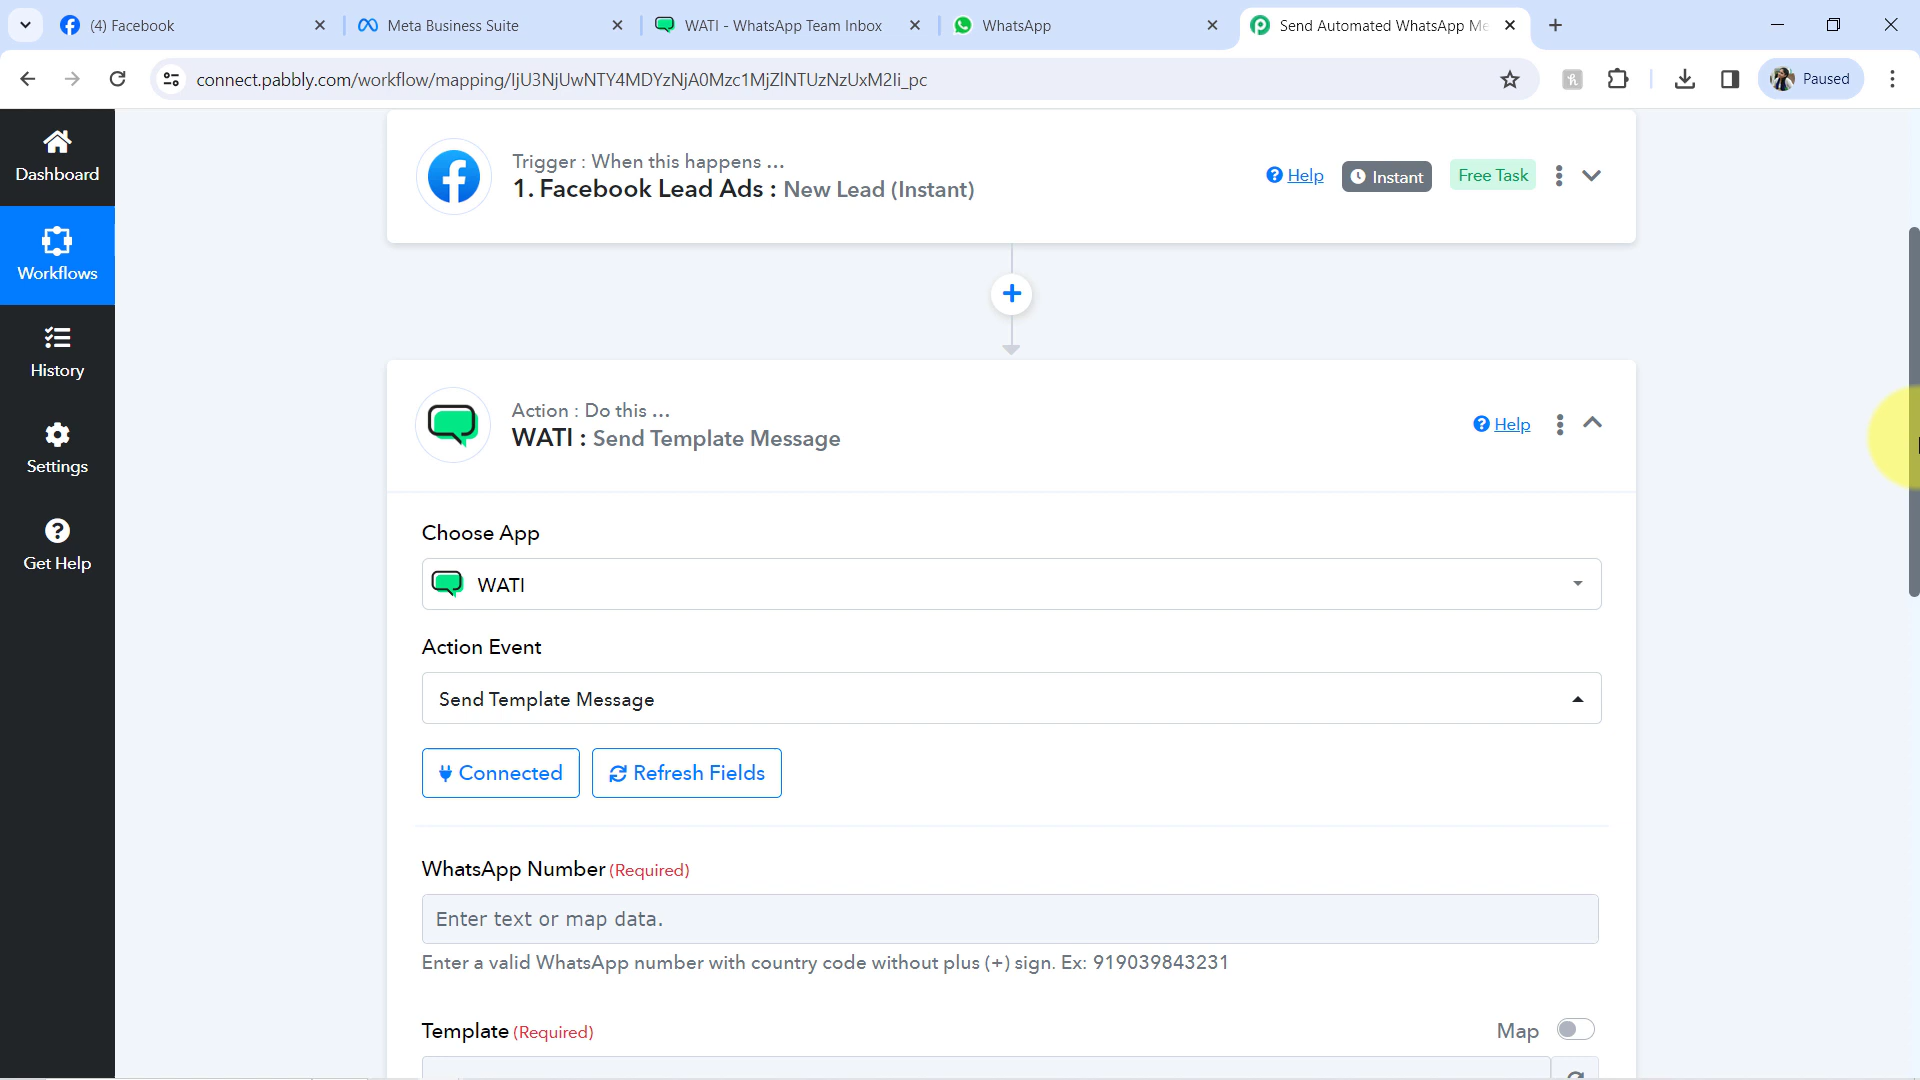 (4) Facebook
Meta Business Suite
WATI - WhatsApp Team Inbox
WhatsApp
Send Automated WhatsApp Me
connect.pabbly.com/workflow/mapping/IjU3NjUwNTY4MDYzNjA0Mzc1MjZlNTUzNzUxM2Ii_pc
Paused
Dashboard
Workflows
History
Settings
Get Help
Trigger : When this happens ...
1. Facebook Lead Ads : New Lead (Instant)
Help
Instant
Free Task
Action : Do this ...
WATI : Send Template Message
Help
Choose App
WATI
Action Event
Send Template Message
Connected
Refresh Fields
WhatsApp Number (Required)
Enter text or map data.
Enter a valid WhatsApp number with country code without plus (+) sign. Ex: 919039843231
Template (Required)
Map